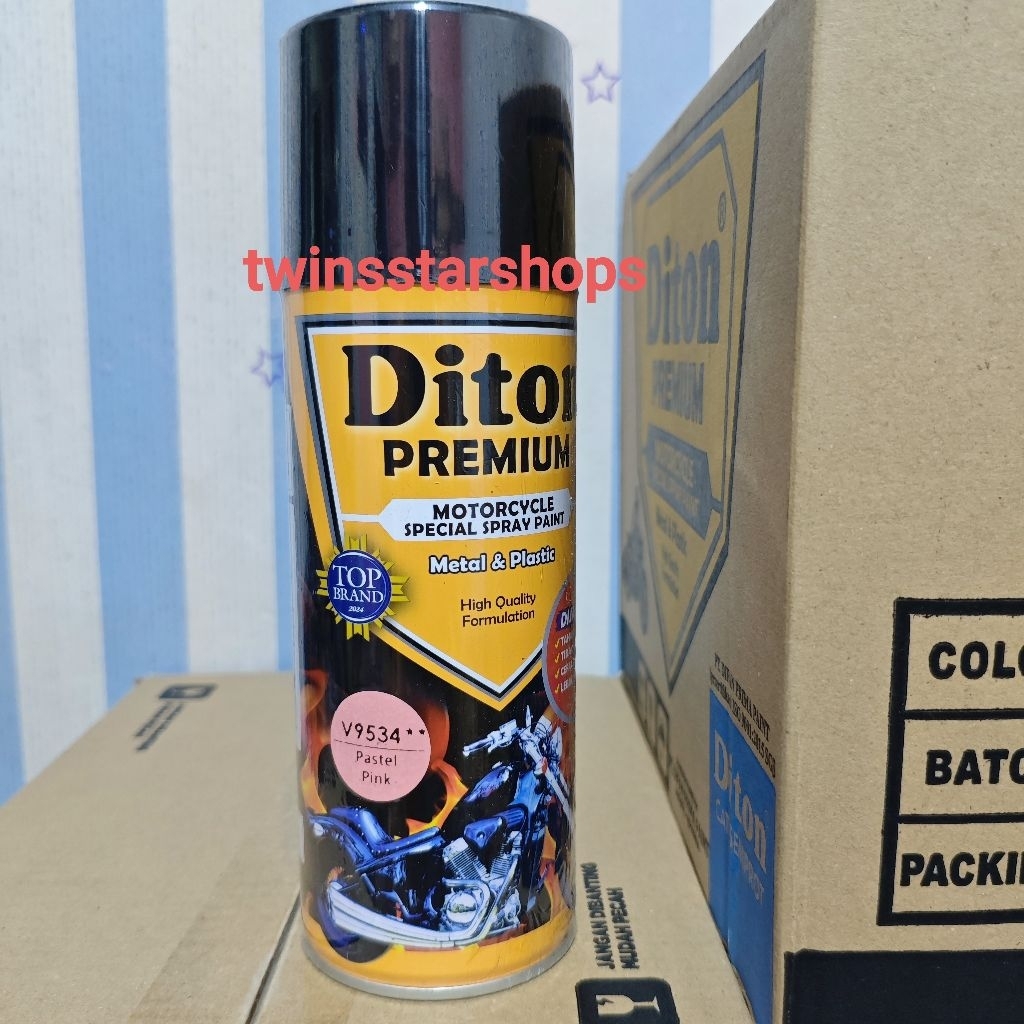 twinsstarshops
Diton
PREMIUM
MOTORCYCLE
SPECIAL SPRAY PAINT
Metal & Plastic
High Quality
Formulation
TOP
BRAND
2024
V9534**
Pastel
Pink
Diton®
PREMIUM
MOTORCYCLE
COLO
BATC
PACKI
Diton
JANGAN DIBANTING
MUDAH PECAH